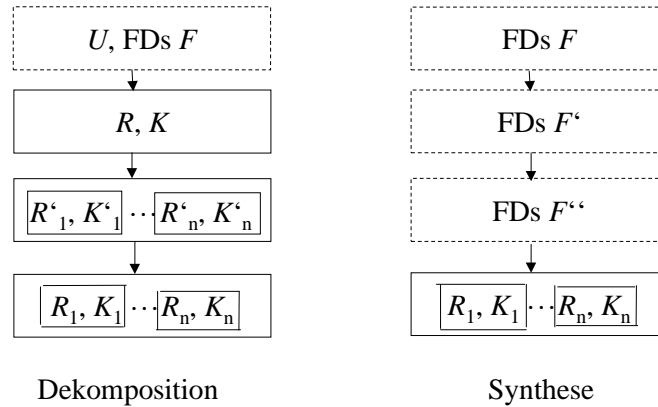 U, FDs F
R, K
R‘1, K‘1 ⋯ R‘n, K‘n
R1, K1 ⋯ Rn, Kn
Dekomposition
FDs F
FDs F‘
FDs F‘‘
R1, K1 ⋯ Rn, Kn
Synthese